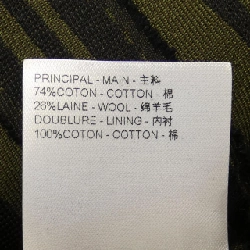 PRINCIPAL - MAIN - 主料
74%COTON - COTTON - 棉
26%LAINE - WOOL - 绵羊毛
DOUBLURE - LINING - 内衬
100%COTON - COTTON - 棉